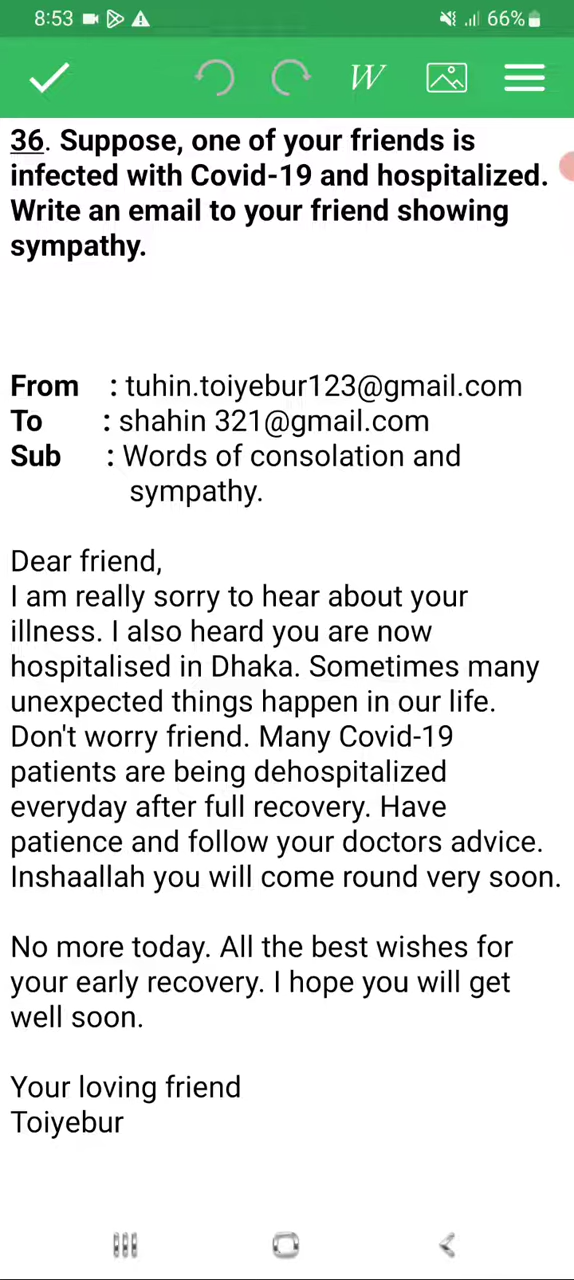 8:53 66%
W
36. Suppose, one of your friends is
infected with Covid-19 and hospitalized.
Write an email to your friend showing
sympathy.
From : tuhin.toiyebur123@gmail.com
To : shahin 321@gmail.com
Sub : Words of consolation and
sympathy.
Dear friend,
I am really sorry to hear about your
illness. I also heard you are now
hospitalised in Dhaka. Sometimes many
unexpected things happen in our life.
Don't worry friend. Many Covid-19
patients are being dehospitalized
everyday after full recovery. Have
patience and follow your doctors advice.
Inshaallah you will come round very soon.
No more today. All the best wishes for
your early recovery. I hope you will get
well soon.
Your loving friend
Toiyebur